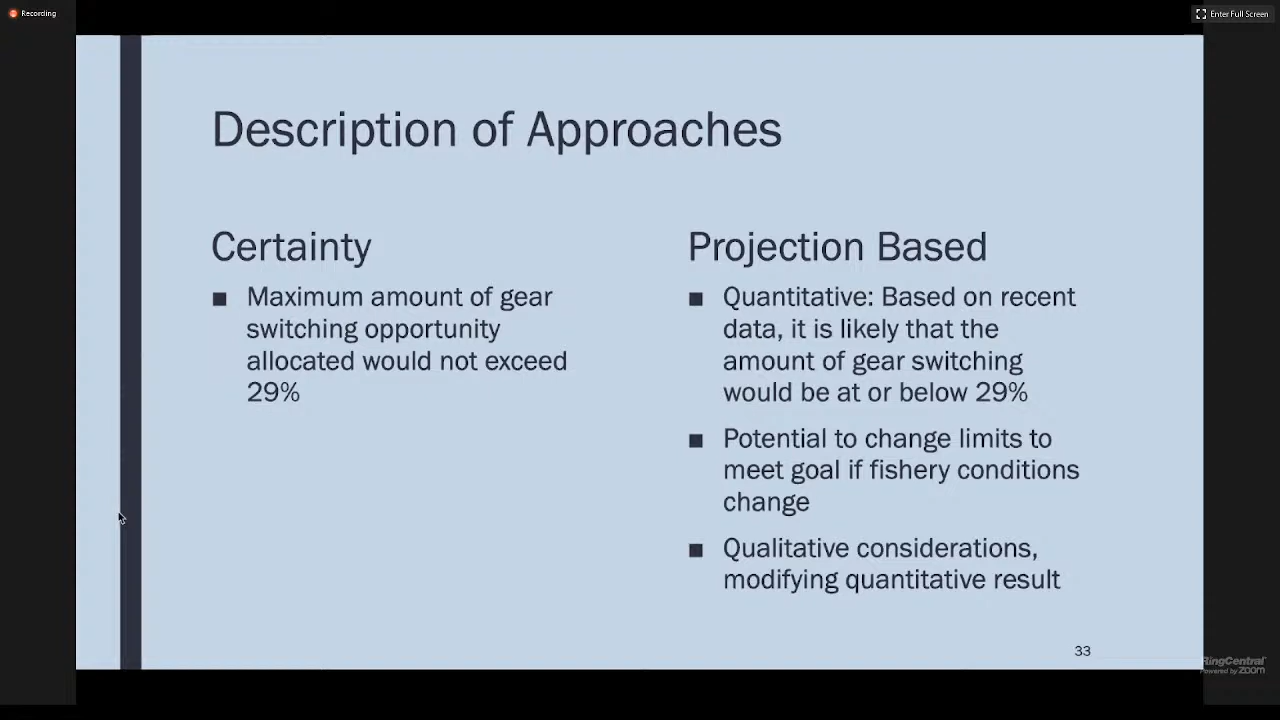 Recording
Enter Full Screen
Description of Approaches
Certainty
■ Maximum amount of gear
switching opportunity
allocated would not exceed
29%
Projection Based
■ Quantitative: Based on recent
data, it is likely that the
amount of gear switching
would be at or below 29%
■ Potential to change limits to
meet goal if fishery conditions
change
■ Qualitative considerations,
modifying quantitative result
33
RingCentral
Powered by zoom